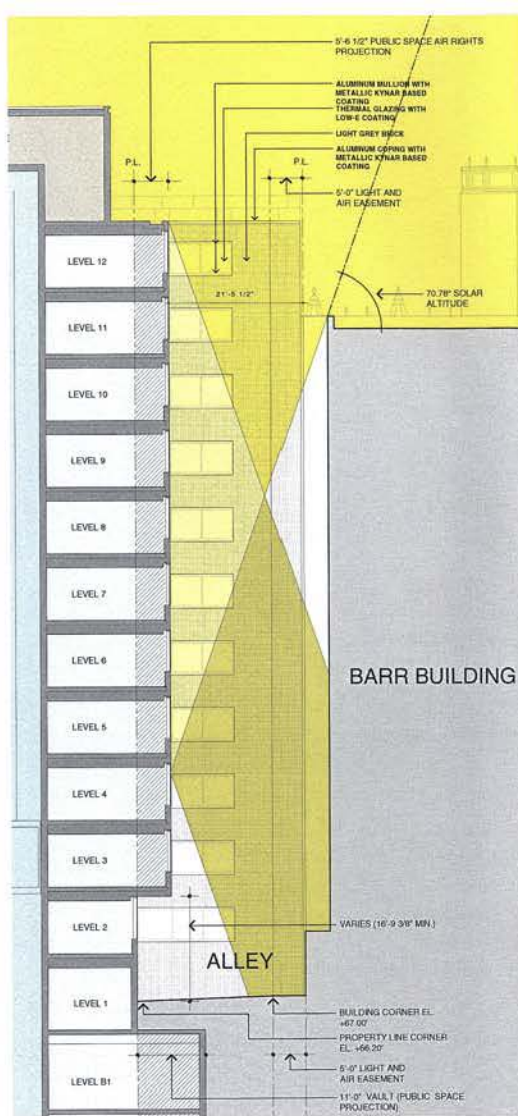 5'-6 1/2" PUBLIC SPACE AIR RIGHTS
PROJECTION
ALUMINUM MULLION WITH
METALLIC KYNAR BASED
COATING
THERMAL GLAZING WITH
LOW-E COATING
LIGHT GREY BRICK
ALUMINUM COPING WITH
METALLIC KYNAR BASED
COATING
P.L.
P.L.
5'-0" LIGHT AND
AIR EASEMENT
LEVEL 12
21'-5 1/2"
70.78° SOLAR
ALTITUDE
LEVEL 11
LEVEL 10
LEVEL 9
LEVEL 8
LEVEL 7
LEVEL 6
BARR BUILDING
LEVEL 5
LEVEL 4
LEVEL 3
LEVEL 2
VARIES (16'-9 3/8" MIN.)
ALLEY
LEVEL 1
BUILDING CORNER EL.
+67.00'
PROPERTY LINE CORNER
EL. +66.20'
5'-0" LIGHT AND
AIR EASEMENT
LEVEL B1
11'-0" VAULT (PUBLIC SPACE
PROJECTION)